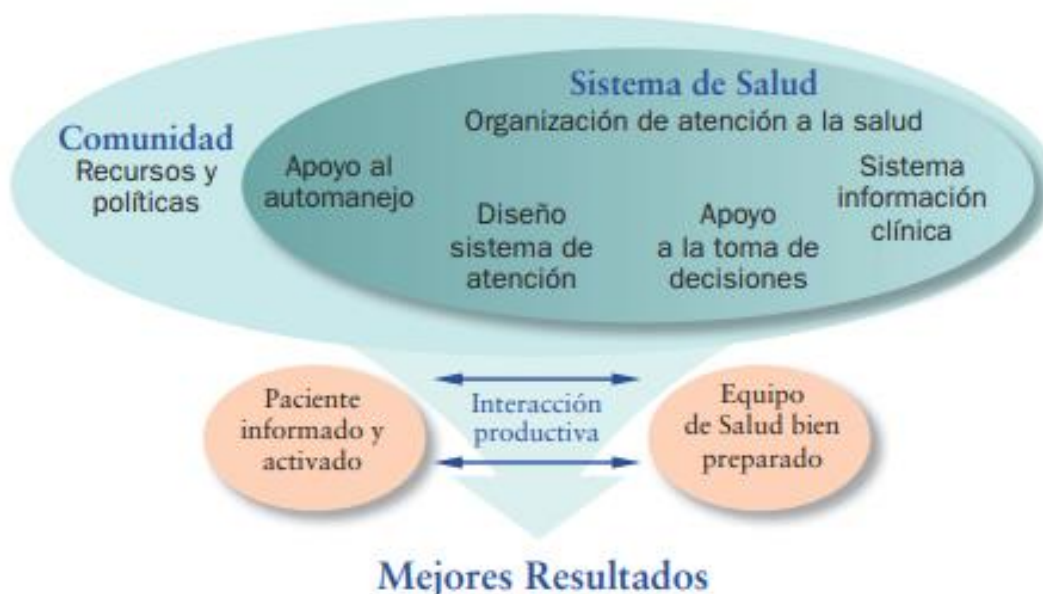 Sistema de Salud
Organización de atención a la salud
Comunidad
Recursos y
políticas
Apoyo al
automanejo
Diseño
sistema de
atención
Apoyo
a la toma de
decisiones
Sistema
información
clínica
Paciente
informado y
activado
Interacción
productiva
Equipo
de Salud bien
preparado
Mejores Resultados